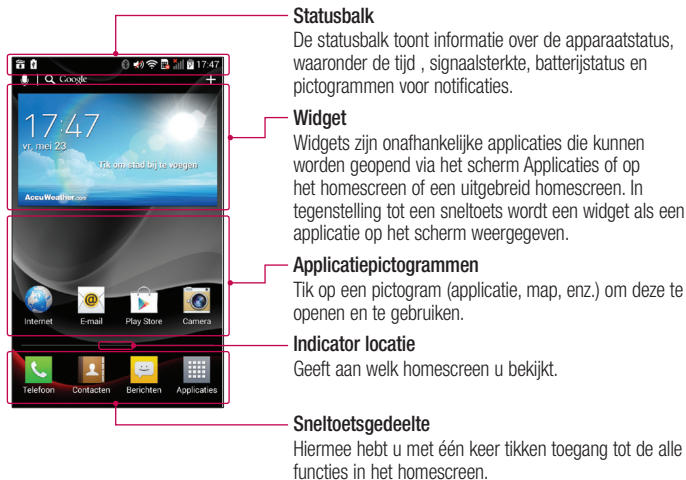 Statusbalk
De statusbalk toont informatie over de apparaatstatus,
waaronder de tijd , signaalsterkte, batterijstatus en
pictogrammen voor notificaties.
17:47
Google
17:47
vr, mei 23
Tik om stad bij te voegen
AccuWeather.com
Widget
Widgets zijn onafhankelijke applicaties die kunnen
worden geopend via het scherm Applicaties of op
het homescreen of een uitgebreid homescreen. In
tegenstelling tot een sneltoets wordt een widget als een
applicatie op het scherm weergegeven.
Applicatiepictogrammen
Tik op een pictogram (applicatie, map, enz.) om deze te
openen en te gebruiken.
Internet E-mail Play Store Camera
Indicator locatie
Geeft aan welk homescreen u bekijkt.
Telefoon Contacten Berichten Applicaties
Sneltoetsgedeelte
Hiermee hebt u met één keer tikken toegang tot de alle
functies in het homescreen.